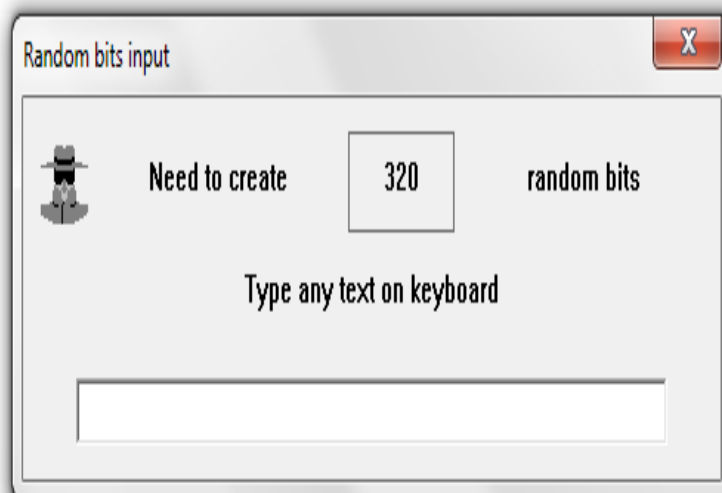 Random bits input
X
Need to create 320 random bits
Type any text on keyboard